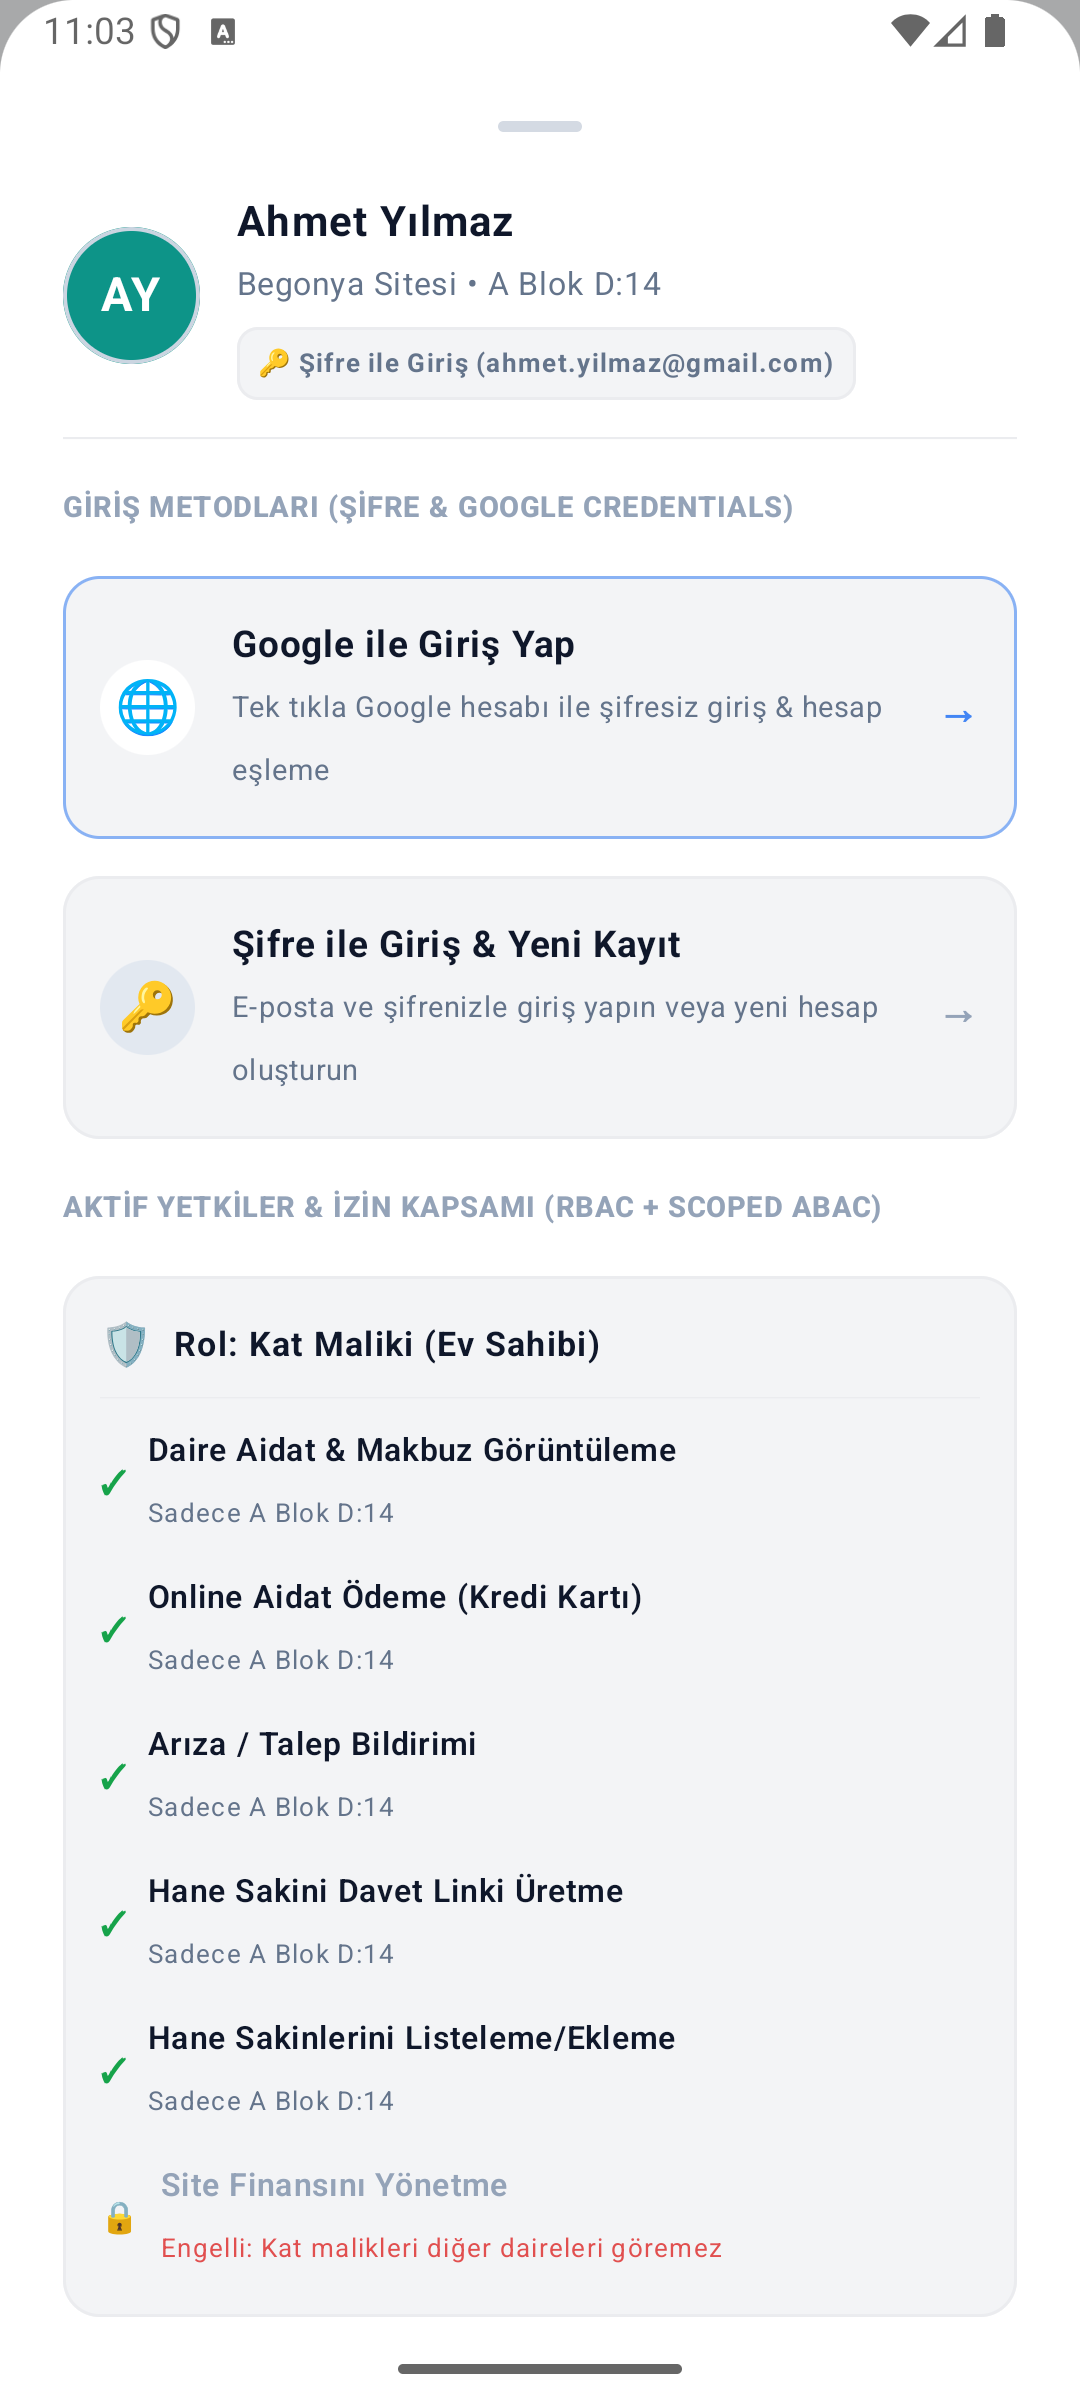 11:03
Ahmet Yılmaz
AY
Begonya Sitesi • A Blok D:14
🔑 Şifre ile Giriş (ahmet.yilmaz@gmail.com)
GİRİŞ METODLARI (ŞİFRE & GOOGLE CREDENTIALS)
Google ile Giriş Yap
Tek tıkla Google hesabı ile şifresiz giriş & hesap
eşleme
→
Şifre ile Giriş & Yeni Kayıt
E-posta ve şifrenizle giriş yapın veya yeni hesap
oluşturun
→
AKTİF YETKİLER & İZİN KAPSAMI (RBAC + SCOPED ABAC)
Rol: Kat Maliki (Ev Sahibi)
✓ Daire Aidat & Makbuz Görüntüleme
Sadece A Blok D:14
✓ Online Aidat Ödeme (Kredi Kartı)
Sadece A Blok D:14
✓ Arıza / Talep Bildirimi
Sadece A Blok D:14
✓ Hane Sakini Davet Linki Üretme
Sadece A Blok D:14
✓ Hane Sakinlerini Listeleme/Ekleme
Sadece A Blok D:14
Site Finansını Yönetme
Engelli: Kat malikleri diğer daireleri göremez